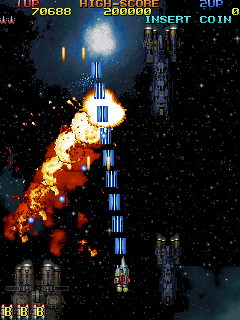 1UP HIGH-SCORE 2UP
70688 200000 0
INSERT COIN
B B B